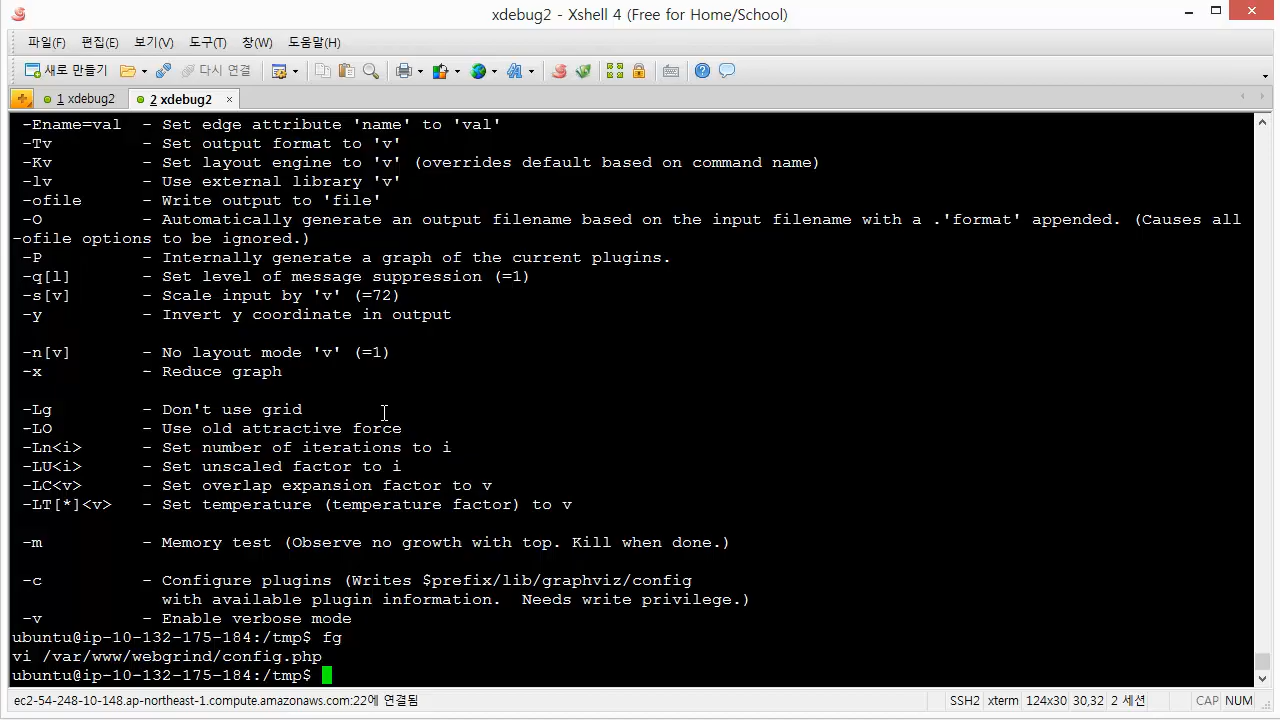 xdebug2 - Xshell 4 (Free for Home/School)
파일(F) 편집(E) 보기(V) 도구(T) 창(W) 도움말(H)
새로 만들기 다시 연결
1 xdebug2 2 xdebug2 ×
-Ename=val - Set edge attribute 'name' to 'val'
-Tv - Set output format to 'v'
-Kv - Set layout engine to 'v' (overrides default based on command name)
-lv - Use external library 'v'
-ofile - Write output to 'file'
-O - Automatically generate an output filename based on the input filename with a .'format' appended. (Causes all
-ofile options to be ignored.)
-P - Internally generate a graph of the current plugins.
-q[l] - Set level of message suppression (=1)
-s[v] - Scale input by 'v' (=72)
-y - Invert y coordinate in output
-n[v] - No layout mode 'v' (=1)
-x - Reduce graph
-Lg - Don't use grid
-LO - Use old attractive force
-Ln<i> - Set number of iterations to i
-LU<i> - Set unscaled factor to i
-LC<v> - Set overlap expansion factor to v
-LT[*]<v> - Set temperature (temperature factor) to v
-m - Memory test (Observe no growth with top. Kill when done.)
-c - Configure plugins (Writes $prefix/lib/graphviz/config
with available plugin information.  Needs write privilege.)
-v - Enable verbose mode
ubuntu@ip-10-132-175-184:/tmp$ fg
vi /var/www/webgrind/config.php
ubuntu@ip-10-132-175-184:/tmp$
ec2-54-248-10-148.ap-northeast-1.compute.amazonaws.com:22에 연결됨 SSH2 xterm 124x30 30,32 2 세션 CAP NUM